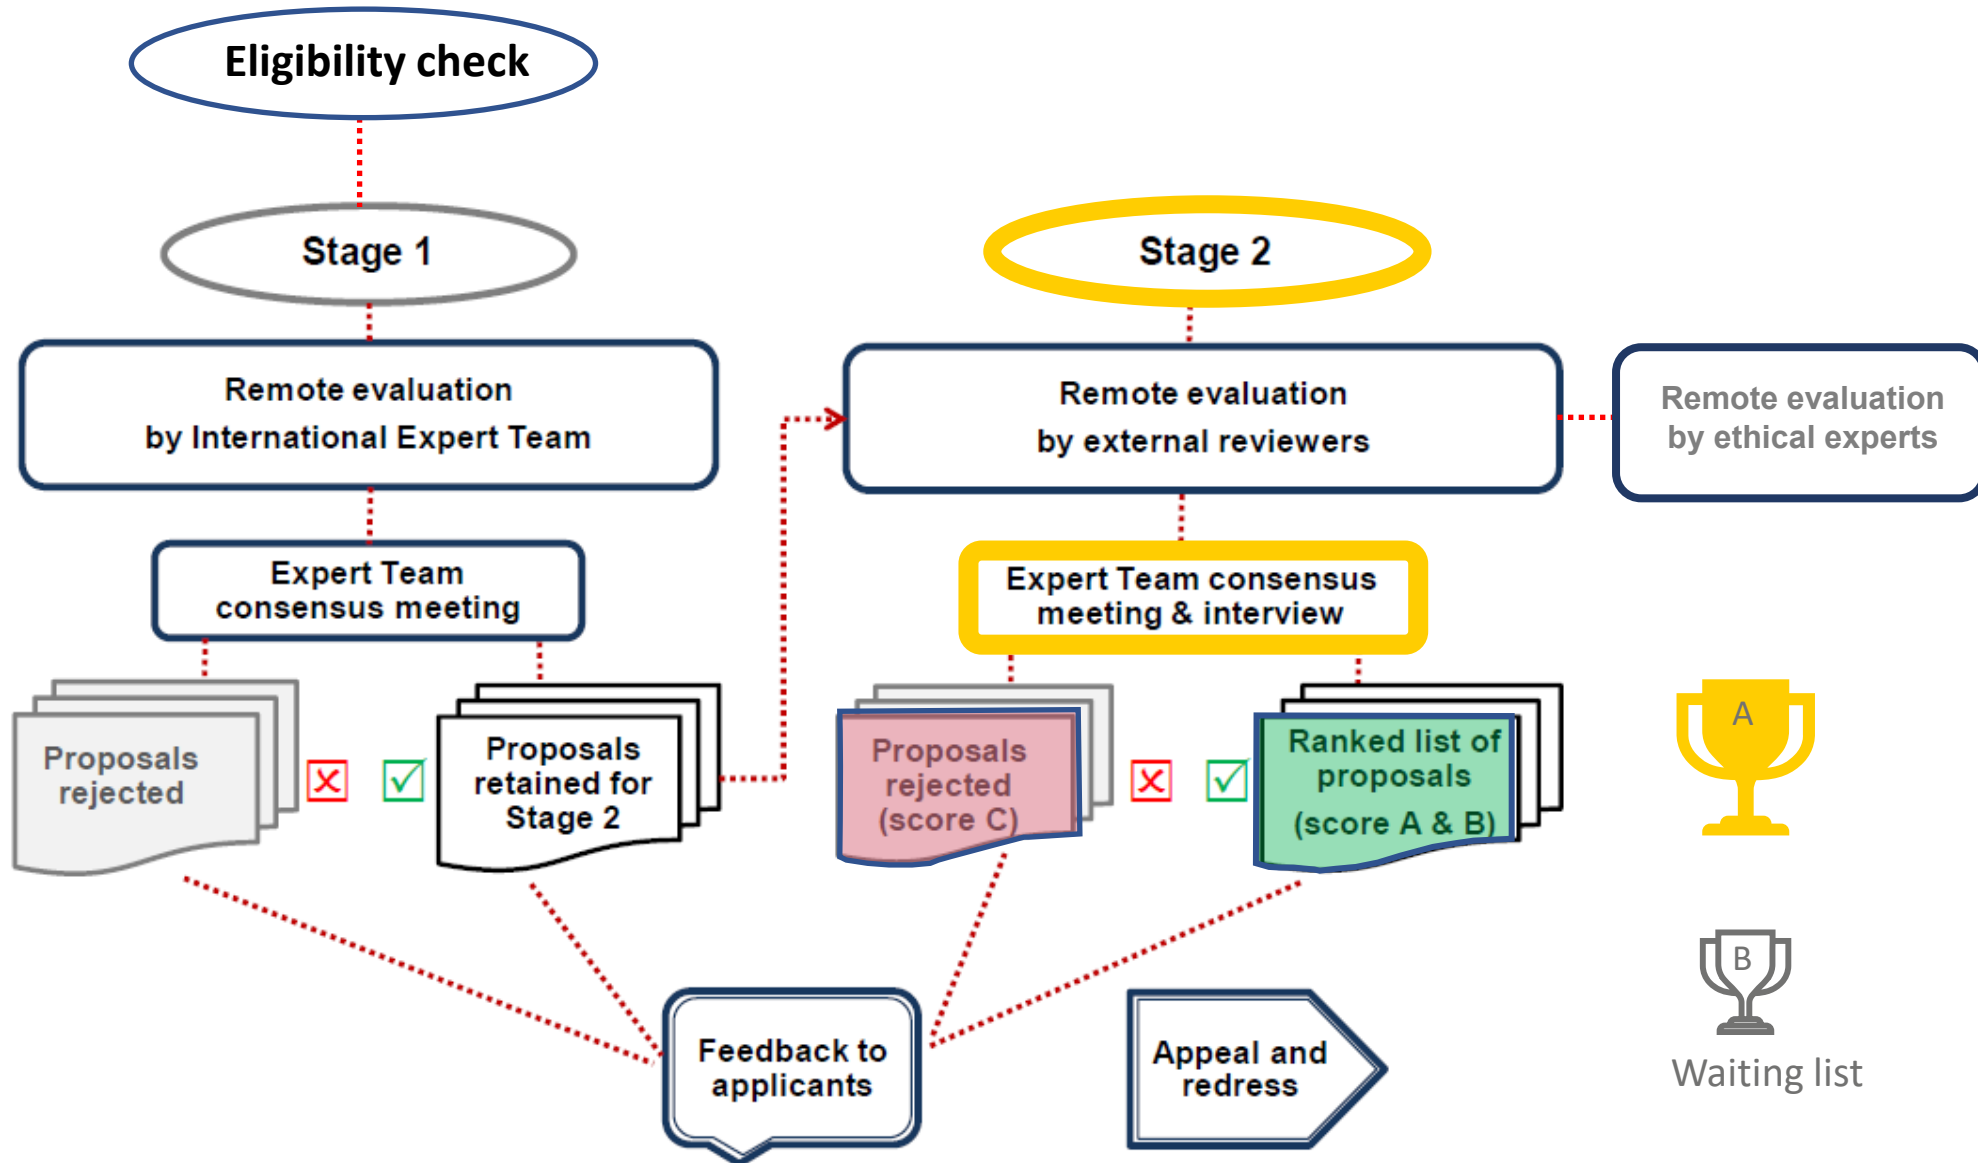 Eligibility check
Stage 1
Stage 2
Remote evaluation
by International Expert Team
Remote evaluation
by external reviewers
Remote evaluation
by ethical experts
Expert Team
consensus meeting
Expert Team consensus
meeting & interview
Proposals
rejected
Proposals
retained for
Stage 2
Proposals
rejected
(score C)
Ranked list of
proposals
(score A & B)
A
B
Waiting list
Feedback to
applicants
Appeal and
redress